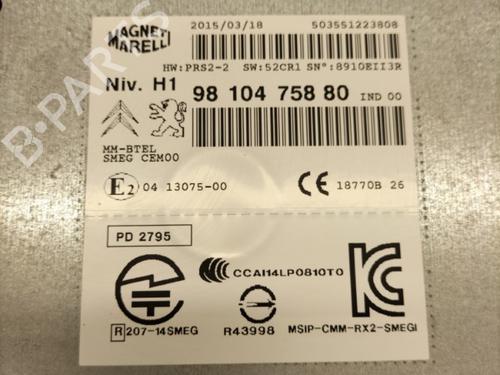 MAGNETI
MARELLI
2015/03/18 503551223808
HW:PRS2-2 SW:52CR1 SN°:8910EII3R
Niv. H1 98 104 758 80 IND 00
MM-BTEL
SMEG CEM00
E2 04 13075-00 CE 18770B 26
PD 2795
CCAI14LP0810T0
R 207-14SMEG R43998 MSIP-CMM-RX2-SMEGI
B-PARTS